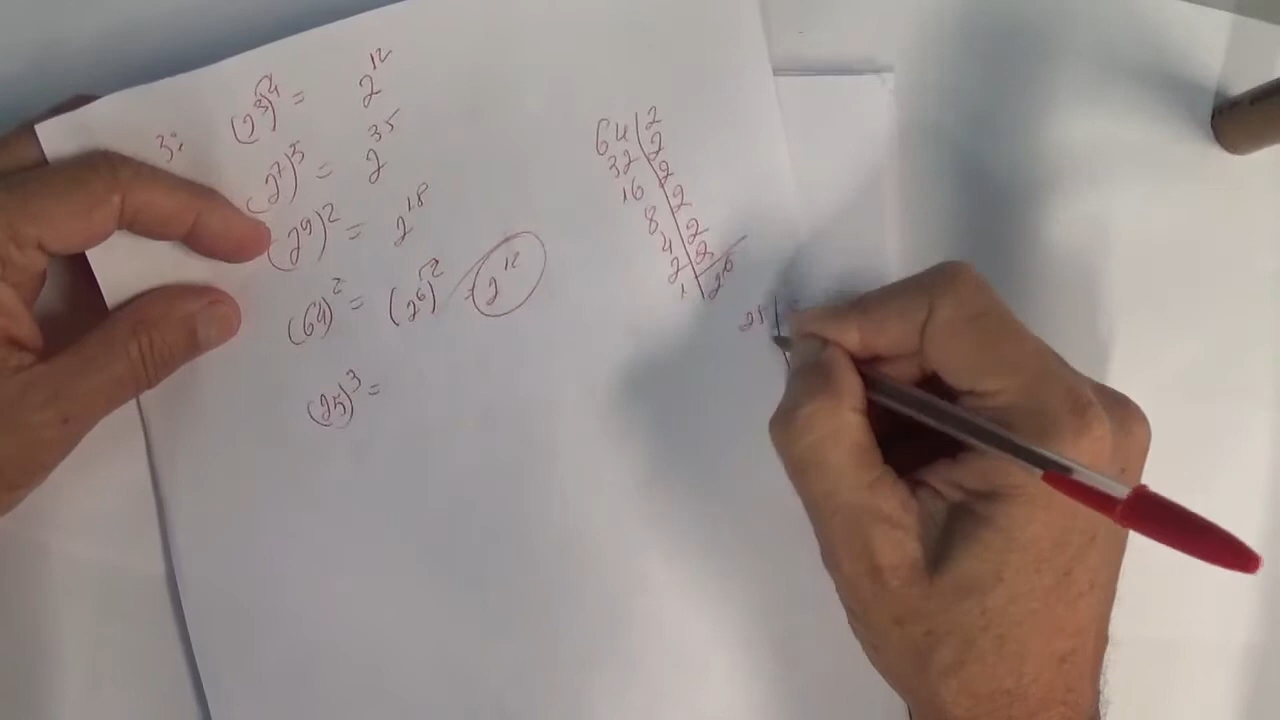 3:
(2³)⁴ = 2¹²
(2⁷)⁵ = 2³⁵
(2⁹)² = 2¹⁸
(64)² = (2⁶)² = 2¹²
(25)³ =
64 | 2
32 | 2
16 | 2
8 | 2
4 | 2
2 | 2
1 | 2⁶
25 |